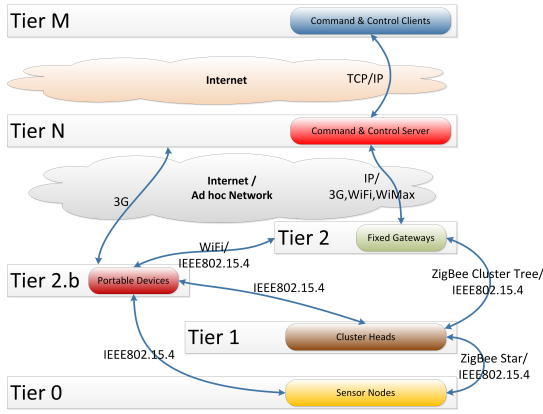 Tier M
Command & Control Clients
Internet
TCP/IP
Tier N
Command & Control Server
Internet /
Ad hoc Network
3G
IP/
3G,WiFi,WiMax
Tier 2
Fixed Gateways
WiFi/
IEEE802.15.4
Tier 2.b
Portable Devices
IEEE802.15.4
ZigBee Cluster Tree/
IEEE802.15.4
Tier 1
Cluster Heads
IEEE802.15.4
ZigBee Star/
IEEE802.15.4
Tier 0
Sensor Nodes